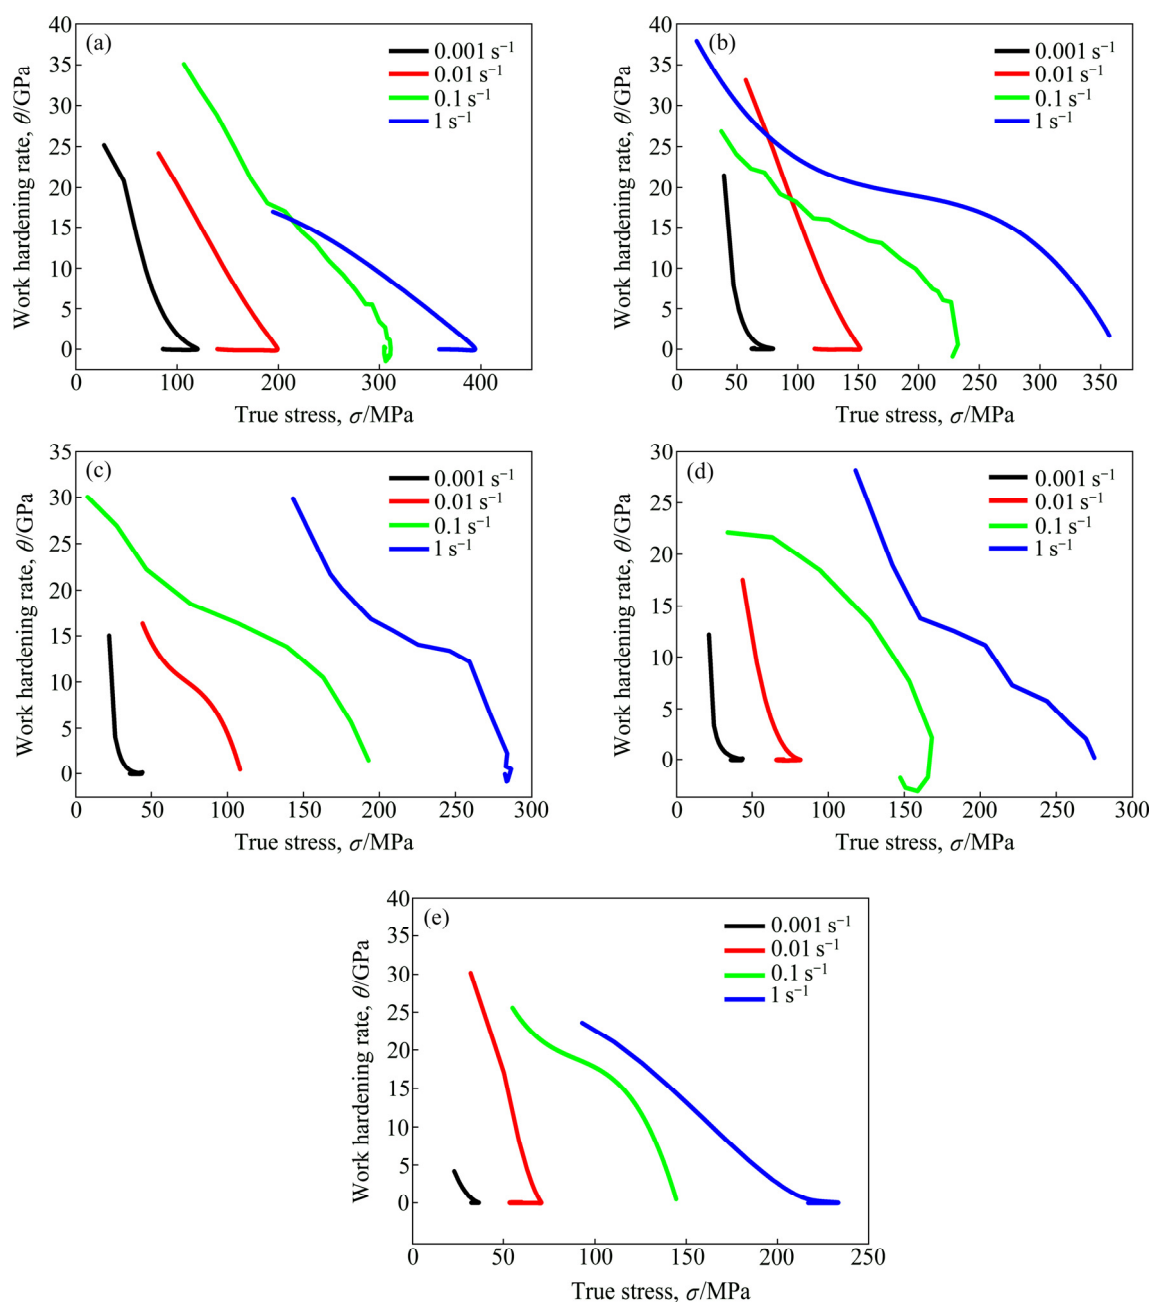 (a)
0.001 s⁻¹
0.01 s⁻¹
0.1 s⁻¹
1 s⁻¹
40
35
30
25
20
15
10
5
0
Work hardening rate, θ/GPa
100 200 300 400
True stress, σ/MPa
(b)
0.001 s⁻¹
0.01 s⁻¹
0.1 s⁻¹
1 s⁻¹
40
35
30
25
20
15
10
5
0
Work hardening rate, θ/GPa
0 50 100 150 200 250 300 350
True stress, σ/MPa
(c)
0.001 s⁻¹
0.01 s⁻¹
0.1 s⁻¹
1 s⁻¹
35
30
25
20
15
10
5
0
Work hardening rate, θ/GPa
0 50 100 150 200 250 300
True stress, σ/MPa
(d)
0.001 s⁻¹
0.01 s⁻¹
0.1 s⁻¹
1 s⁻¹
30
25
20
15
10
5
0
Work hardening rate, θ/GPa
0 50 100 150 200 250 300
True stress, σ/MPa
(e)
0.001 s⁻¹
0.01 s⁻¹
0.1 s⁻¹
1 s⁻¹
40
35
30
25
20
15
10
5
0
Work hardening rate, θ/GPa
0 50 100 150 200 250
True stress, σ/MPa